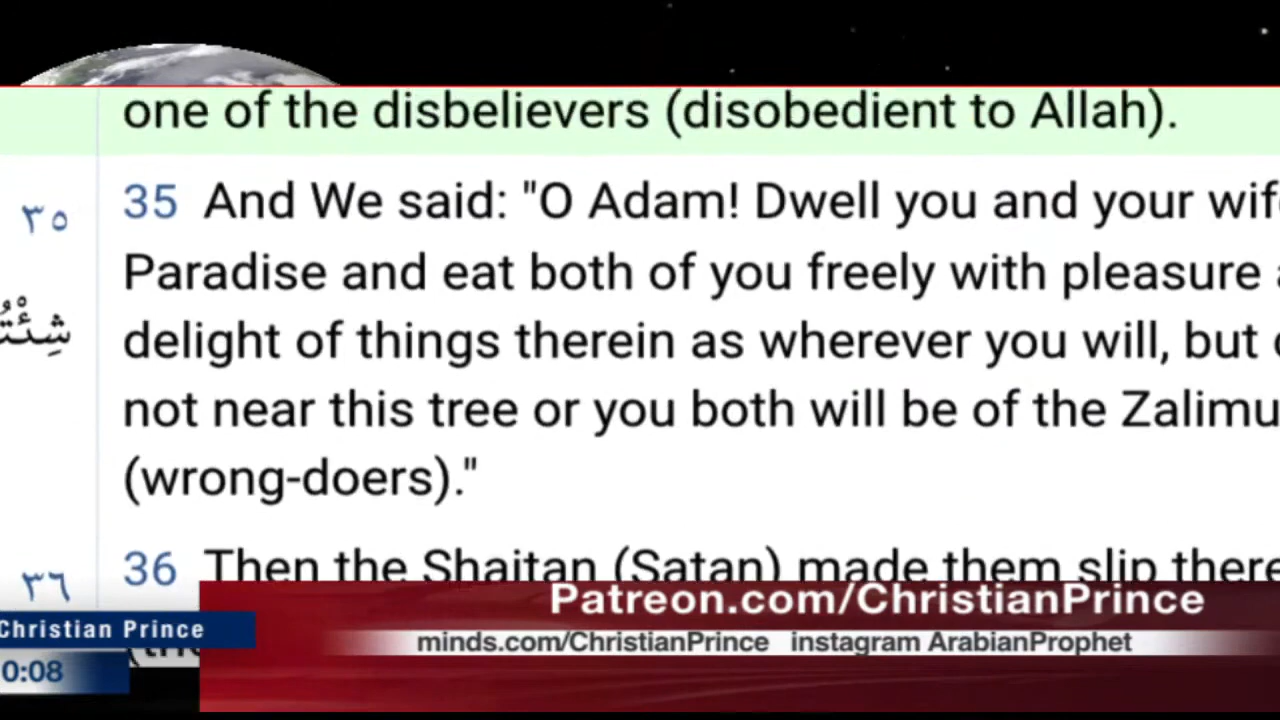 one of the disbelievers (disobedient to Allah).
٣٥ 35 And We said: "O Adam! Dwell you and your
Paradise and eat both of you freely with pleasure
شِئْتُ delight of things therein as wherever you will, but
not near this tree or you both will be of the
(wrong-doers)."
٣٦ 36 Then the Shaitan (Satan) made them slip
Patreon.com/ChristianPrince
Christian Prince
minds.com/ChristianPrince instagram ArabianProphet
0:08